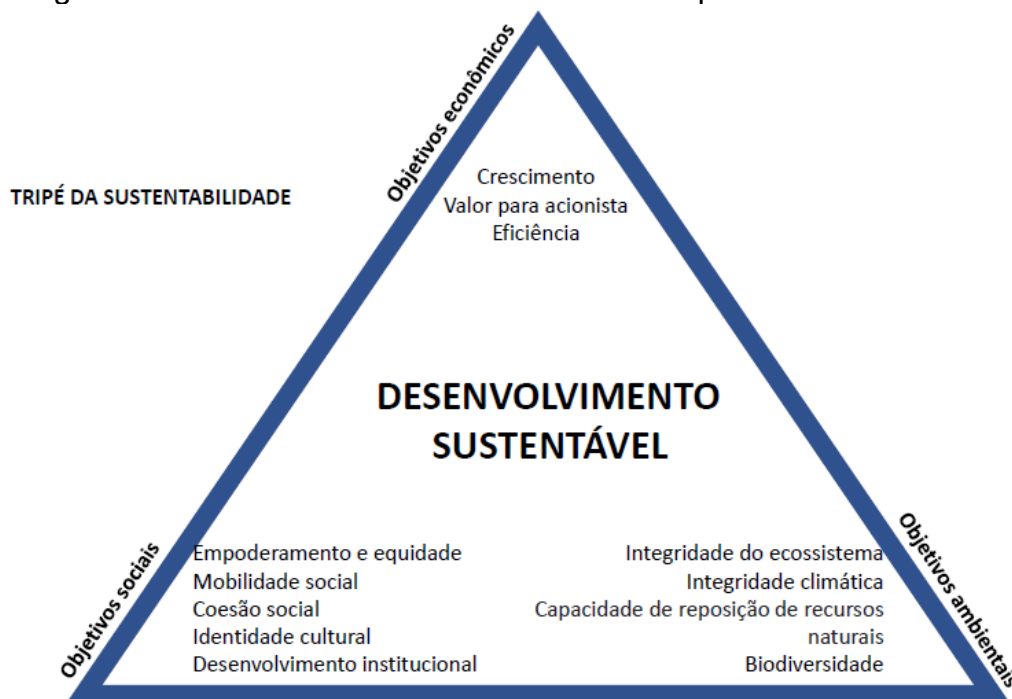 Objetivos econômicos
TRIPÉ DA SUSTENTABILIDADE
Crescimento
Valor para acionista
Eficiência
DESENVOLVIMENTO
SUSTENTÁVEL
Objetivos sociais
Empoderamento e equidade
Mobilidade social
Coesão social
Identidade cultural
Desenvolvimento institucional
Integridade do ecossistema
Integridade climática
Capacidade de reposição de recursos
naturais
Biodiversidade
Objetivos ambientais